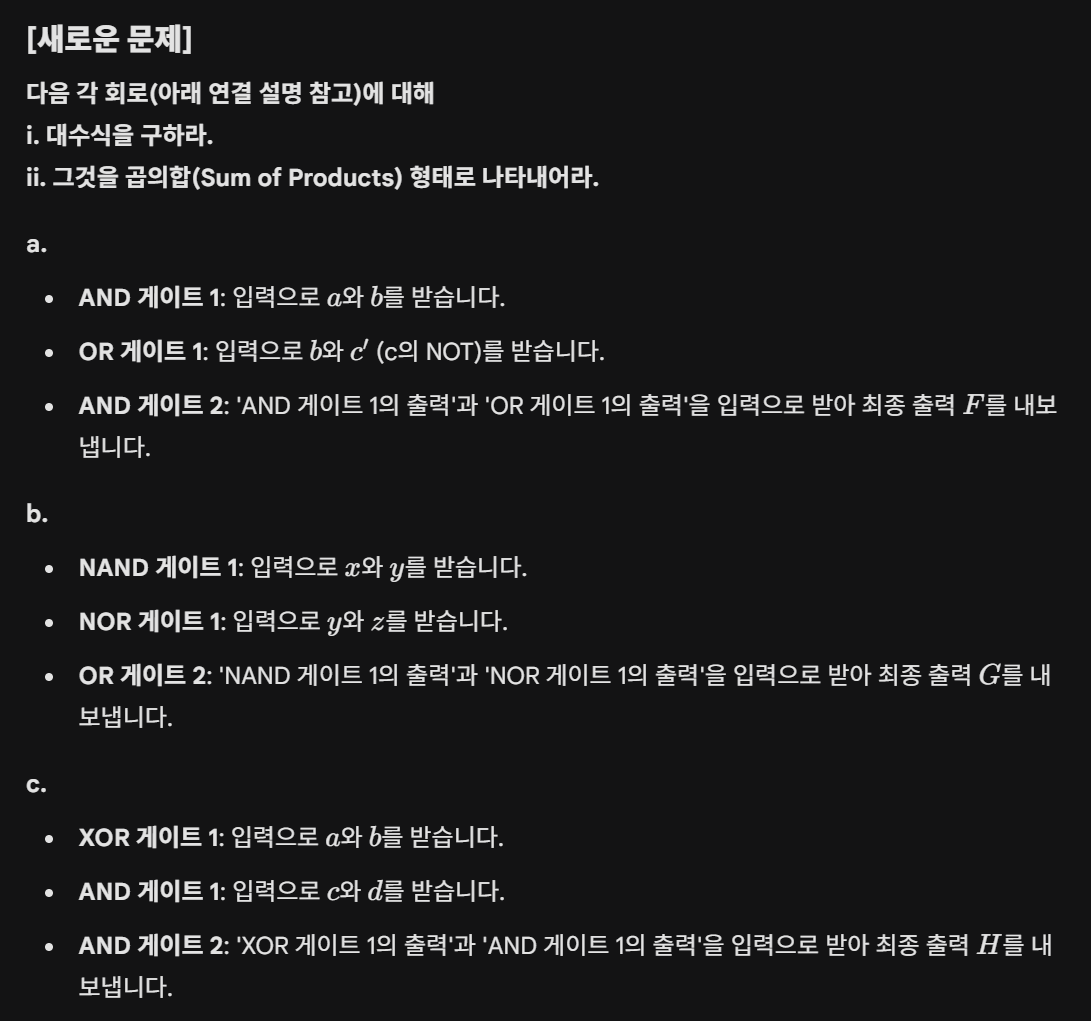 [새로운 문제]
다음 각 회로(아래 연결 설명 참고)에 대해
i. 대수식을 구하라.
ii. 그것을 곱의합(Sum of Products) 형태로 나타내어라.
a.
• AND 게이트 1: 입력으로 a와 b를 받습니다.
• OR 게이트 1: 입력으로 b와 c′ (c의 NOT)를 받습니다.
• AND 게이트 2: 'AND 게이트 1의 출력'과 'OR 게이트 1의 출력'을 입력으로 받아 최종 출력 F를 내보
냅니다.
b.
• NAND 게이트 1: 입력으로 x와 y를 받습니다.
• NOR 게이트 1: 입력으로 y와 z를 받습니다.
• OR 게이트 2: 'NAND 게이트 1의 출력'과 'NOR 게이트 1의 출력'을 입력으로 받아 최종 출력 G를 내
보냅니다.
c.
• XOR 게이트 1: 입력으로 a와 b를 받습니다.
• AND 게이트 1: 입력으로 c와 d를 받습니다.
• AND 게이트 2: 'XOR 게이트 1의 출력'과 'AND 게이트 1의 출력'을 입력으로 받아 최종 출력 H를 내
보냅니다.